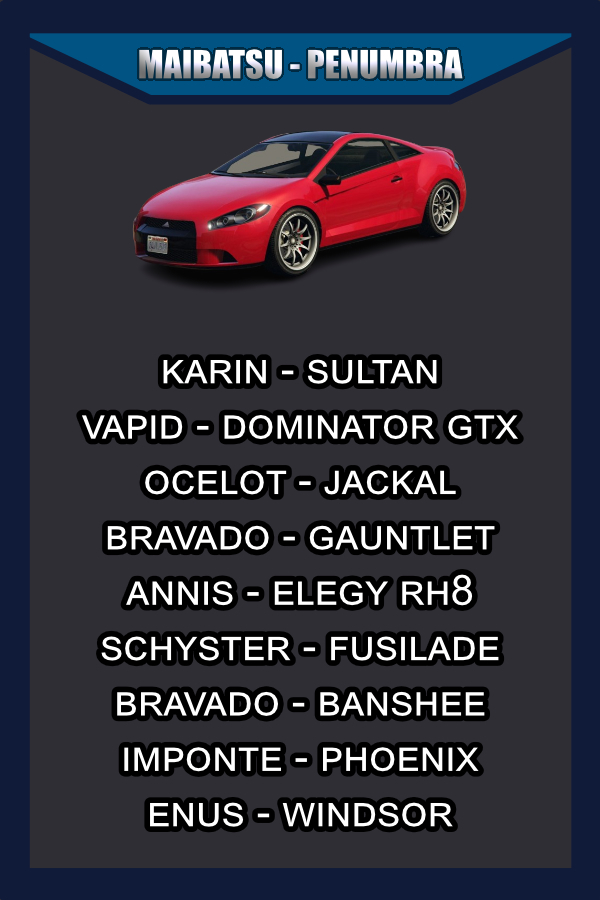 MAIBATSU - PENUMBRA
KARIN - SULTAN
VAPID - DOMINATOR GTX
OCELOT - JACKAL
BRAVADO - GAUNTLET
ANNIS - ELEGY RH8
SCHYSTER - FUSILADE
BRAVADO - BANSHEE
IMPONTE - PHOENIX
ENUS - WINDSOR